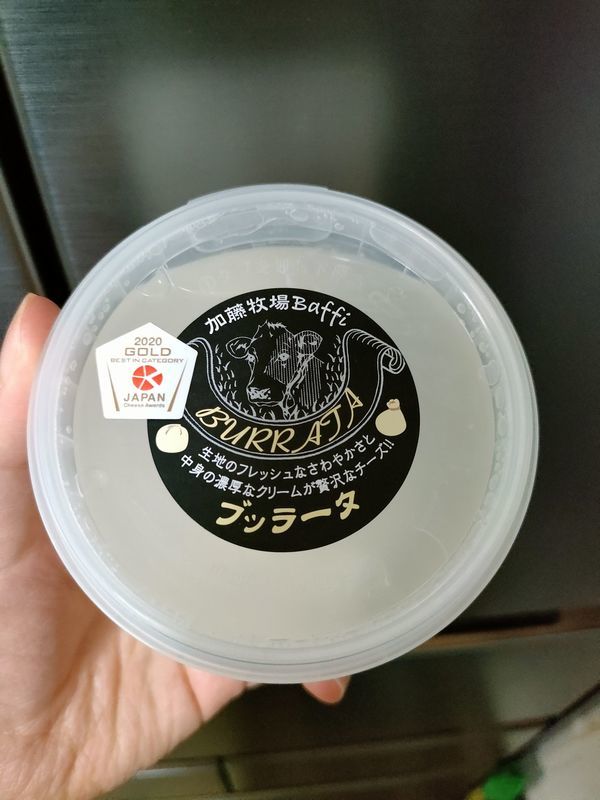 加藤牧場Baffi
2020
GOLD
BEST IN CATEGORY
JAPAN
Cheese Awards
BURRATA
生地のフレッシュなさわやかさと
中身の濃厚なクリームが贅沢なチーズ!!
ブッラータ